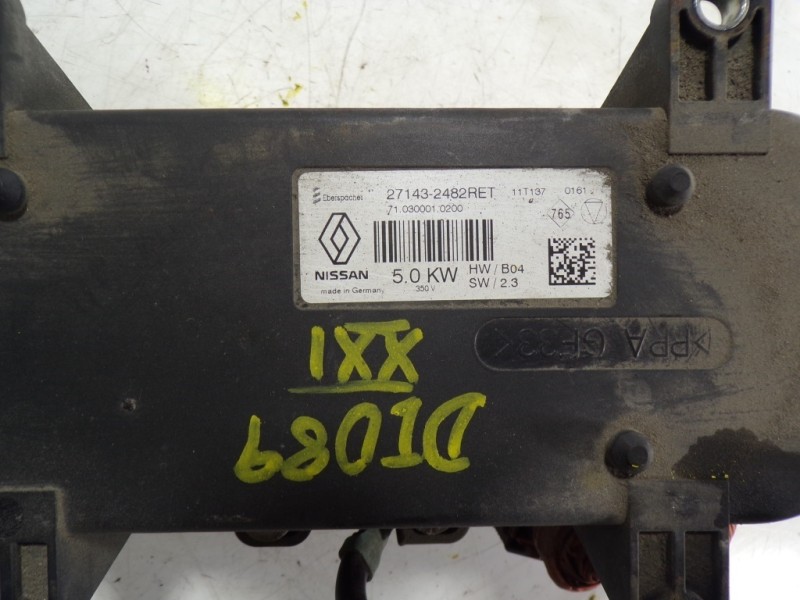 Eberspächer 27143-2482RET 11T137 0161
71.030001.0200
765
NISSAN 5.0 KW HW/B04
made in Germany 350 V SW/2.3
>PPA GF33<
IXX
D1089